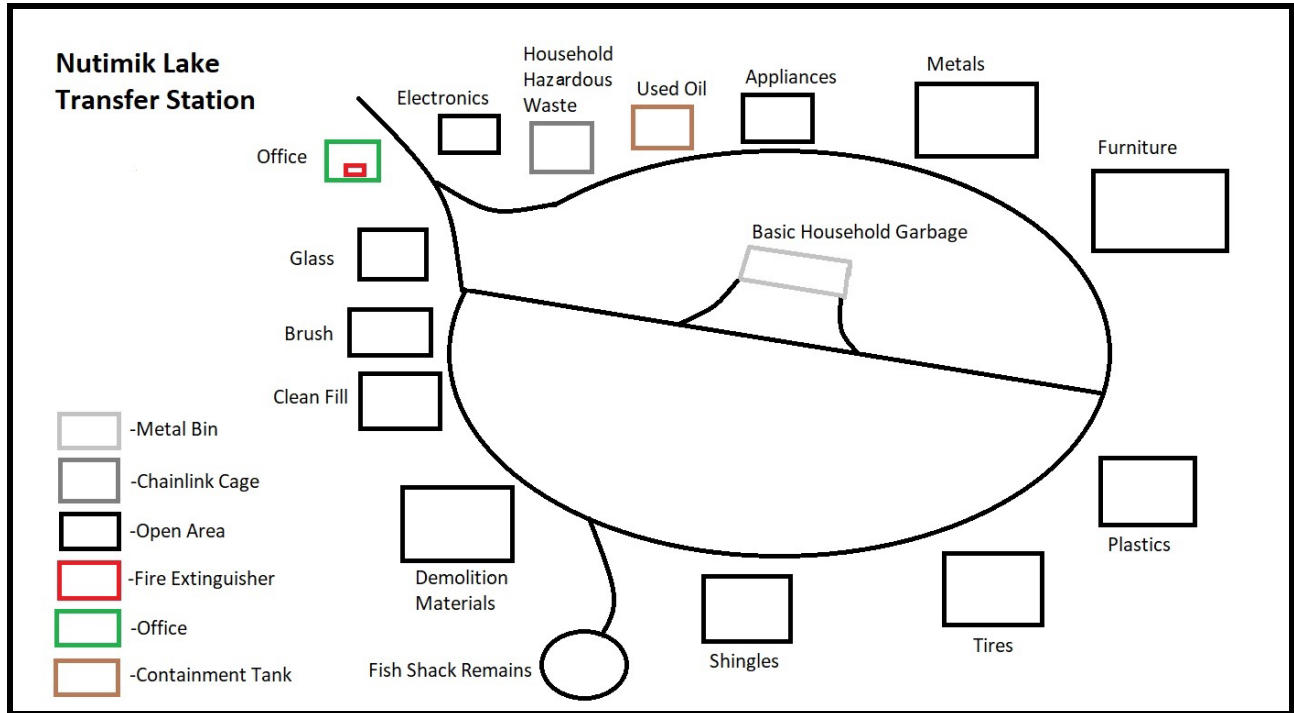 Nutimik Lake
Transfer Station
Electronics
Household
Hazardous
Waste
Used Oil
Appliances
Metals
Furniture
Office
Basic Household Garbage
Glass
Brush
Clean Fill
-Metal Bin
-Chainlink Cage
-Open Area
-Fire Extinguisher
-Office
-Containment Tank
Demolition
Materials
Fish Shack Remains
Shingles
Tires
Plastics